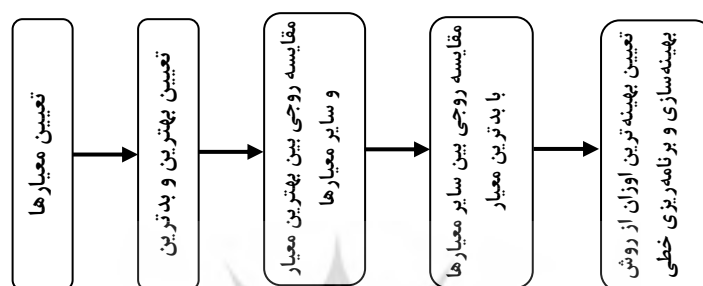 تعیین معیارها
تعیین بهترین و بدترین
مقایسه زوجی بین بهترین معیار
و سایر معیارها
مقایسه زوجی بین سایر معیارها
با بدترین معیار
تعیین بهینه‌ترین اوزان از روش
بهینه‌سازی و برنامه‌ریزی خطی